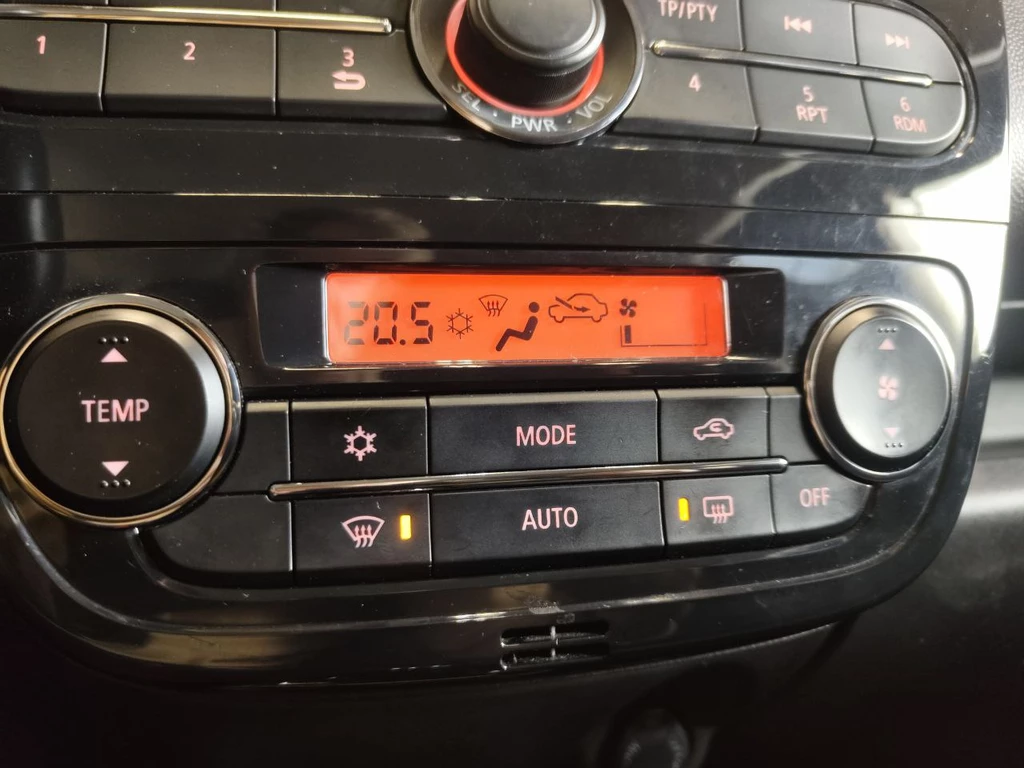 1
2
3
SEL · PWR · VOL
TP/PTY
4
5
RPT
6
RDM
20.5
TEMP
MODE
AUTO
OFF